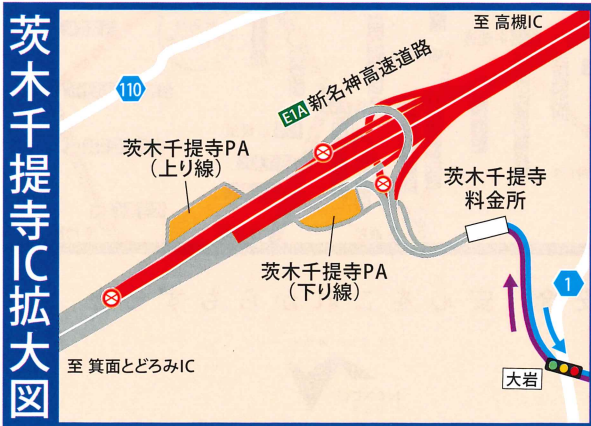 茨木千提寺IC拡大図
至 高槻IC
110
E1A 新名神高速道路
茨木千提寺PA
(上り線)
茨木千提寺
料金所
茨木千提寺PA
(下り線)
1
至 箕面とどろみIC
大岩